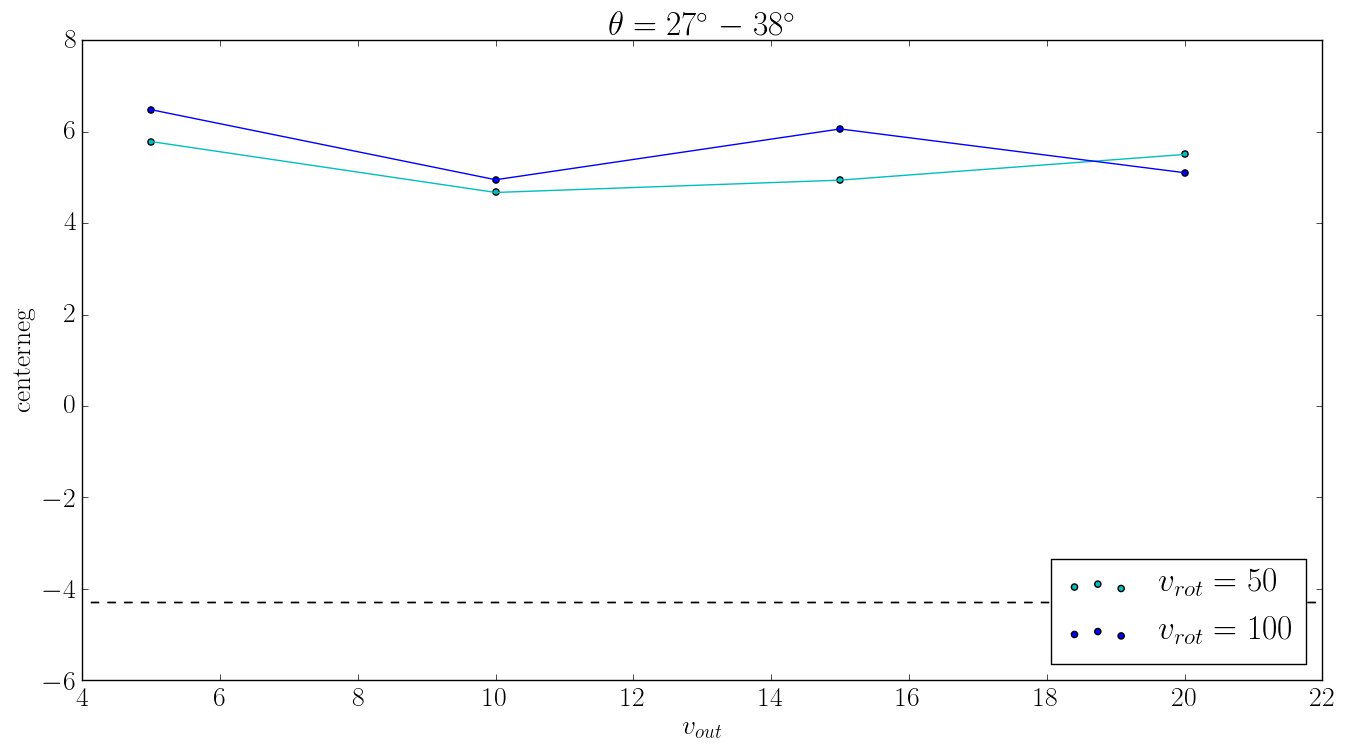 θ = 27° − 38°
8
6
4
2
0
−2
−4
−6
centerneg
4 6 8 10 12 14 16 18 20 22
v_out
v_rot = 50
v_rot = 100